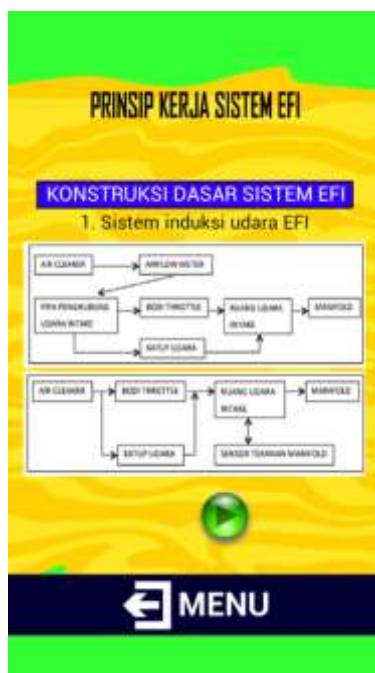 PRINSIP KERJA SISTEM EFI
KONSTRUKSI DASAR SISTEM EFI
1. Sistem induksi udara EFI
AIR CLEANER
AIRFLOW METER
PIPA PENGHUBUNG
UDARA INTAKE
BODY THROTTLE
RUANG UDARA
INTAKE
MANIFOLD
KATUP UDARA
AIR CLEANER
BODY THROTTLE
RUANG UDARA
INTAKE
MANIFOLD
KATUP UDARA
SENSOR TEKANAN MANIFOLD
MENU